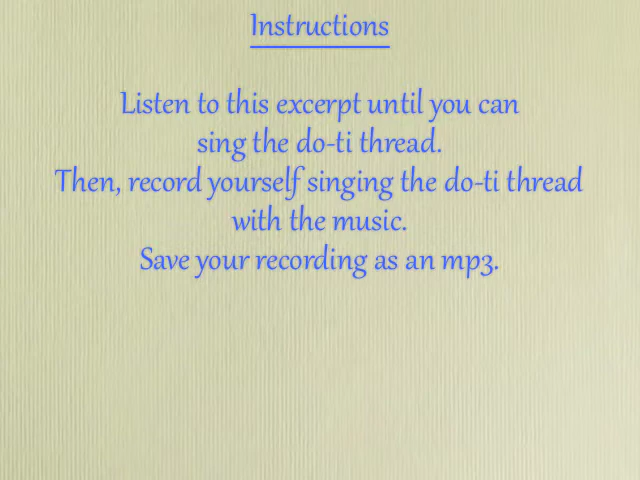 Instructions
Listen to this excerpt until you can
sing the do-ti thread.
Then, record yourself singing the do-ti thread
with the music.
Save your recording as an mp3.